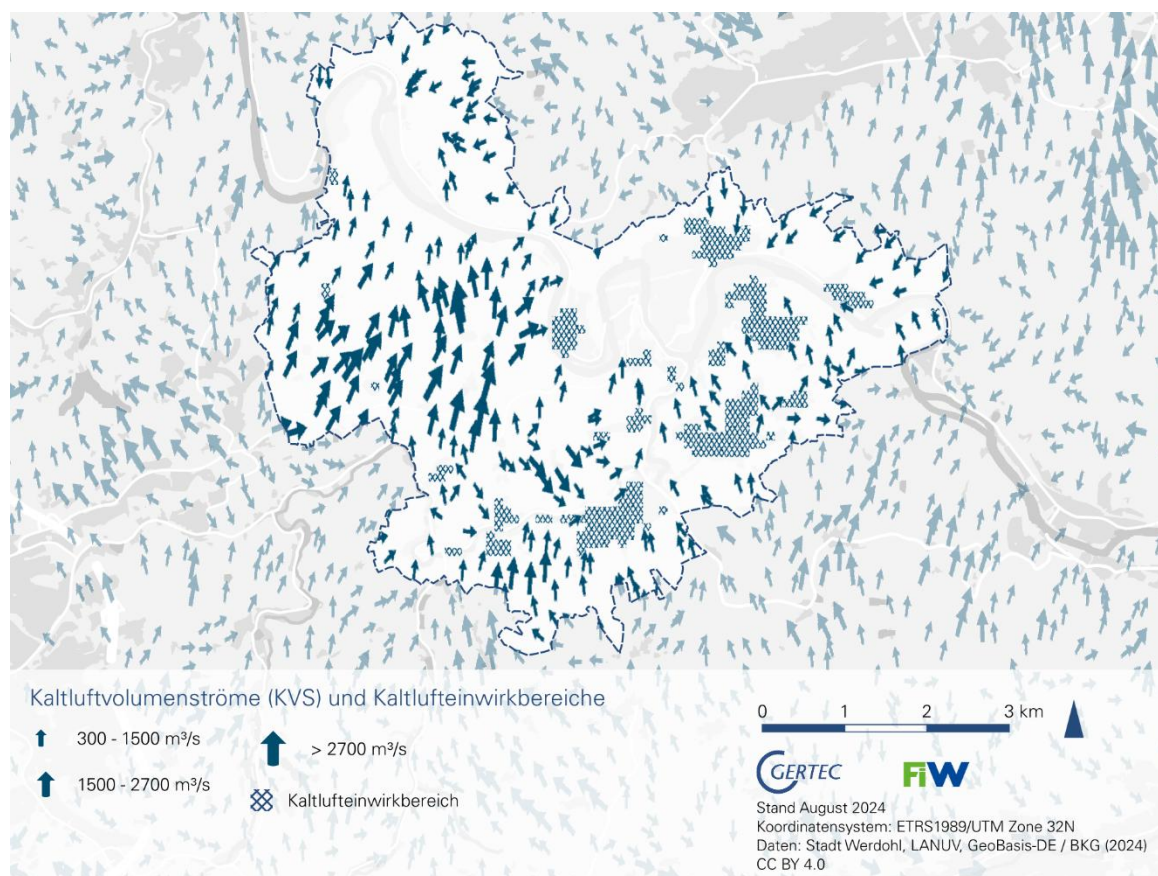 Kaltluftvolumenströme (KVS) und Kaltlufteinwirkbereiche
300 - 1500 m³/s
1500 - 2700 m³/s
> 2700 m³/s
Kaltlufteinwirkbereich
0 1 2 3 km
GERTEC
FiW
Stand August 2024
Koordinatensystem: ETRS1989/UTM Zone 32N
Daten: Stadt Werdohl, LANUV, GeoBasis-DE / BKG (2024)
CC BY 4.0